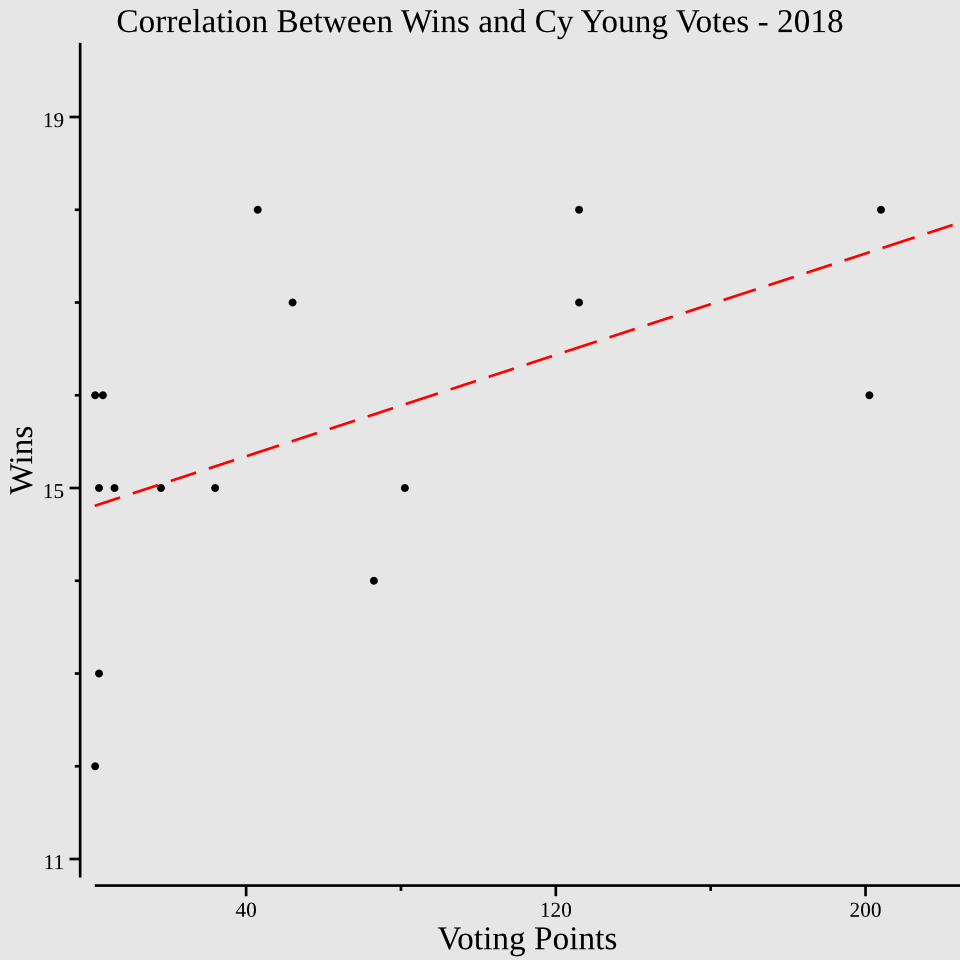 Correlation Between Wins and Cy Young Votes - 2018
19
15
11
Wins
40
120
200
Voting Points